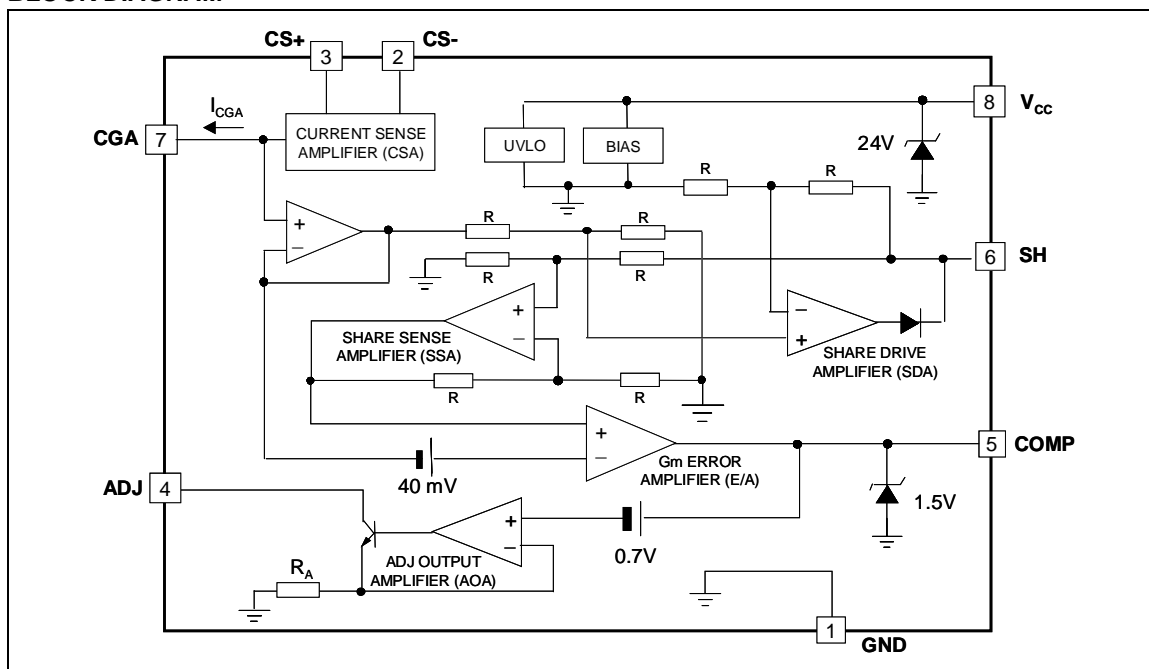 BLOCK DIAGRAM
CS+
CS-
3
2
8
VCC
ICGA
CGA
7
CURRENT SENSE
AMPLIFIER (CSA)
UVLO
BIAS
24V
R
R
R
R
6
SH
R
R
SHARE SENSE
AMPLIFIER (SSA)
SHARE DRIVE
AMPLIFIER (SDA)
R
R
5
COMP
Gm ERROR
AMPLIFIER (E/A)
40 mV
ADJ
4
1.5V
0.7V
ADJ OUTPUT
AMPLIFIER (AOA)
RA
1
GND